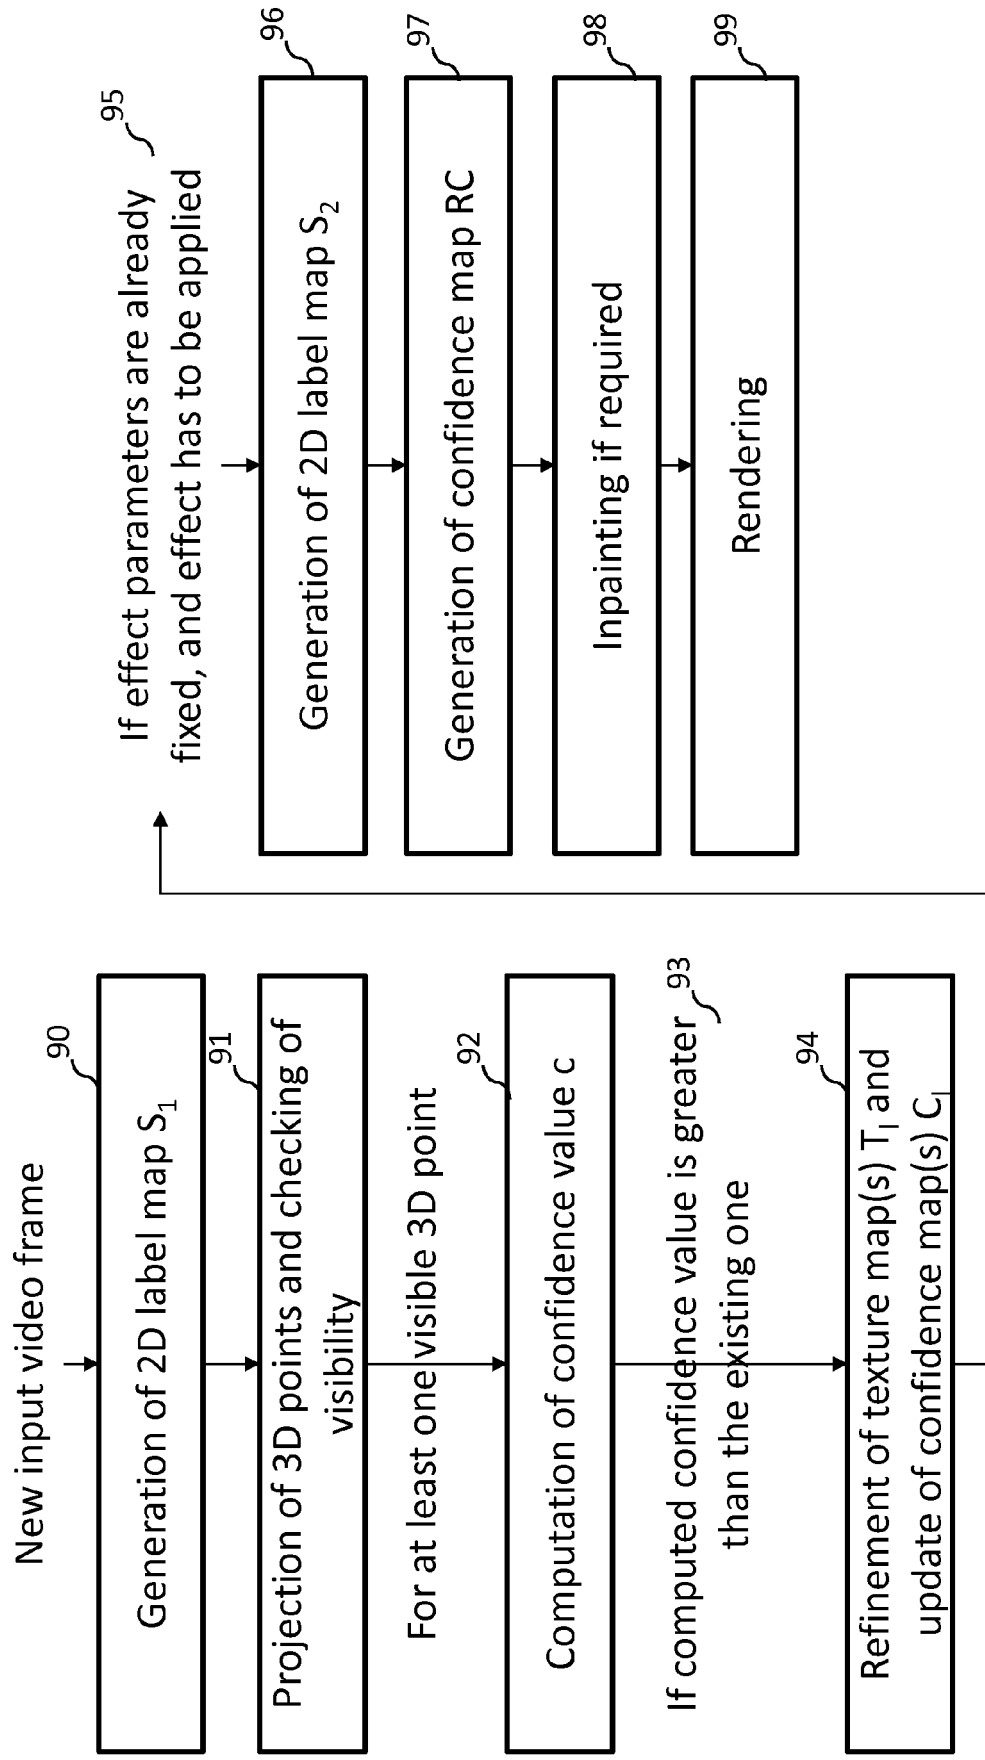 New input video frame
90
Generation of 2D label map S₁
91
Projection of 3D points and checking of
visibility
For at least one visible 3D point
92
Computation of confidence value c
If computed confidence value is greater
than the existing one
93
94
Refinement of texture map(s) Tₗ and
update of confidence map(s) Cₗ
If effect parameters are already
fixed, and effect has to be applied
95
96
Generation of 2D label map S₂
97
Generation of confidence map RC
98
Inpainting if required
99
Rendering